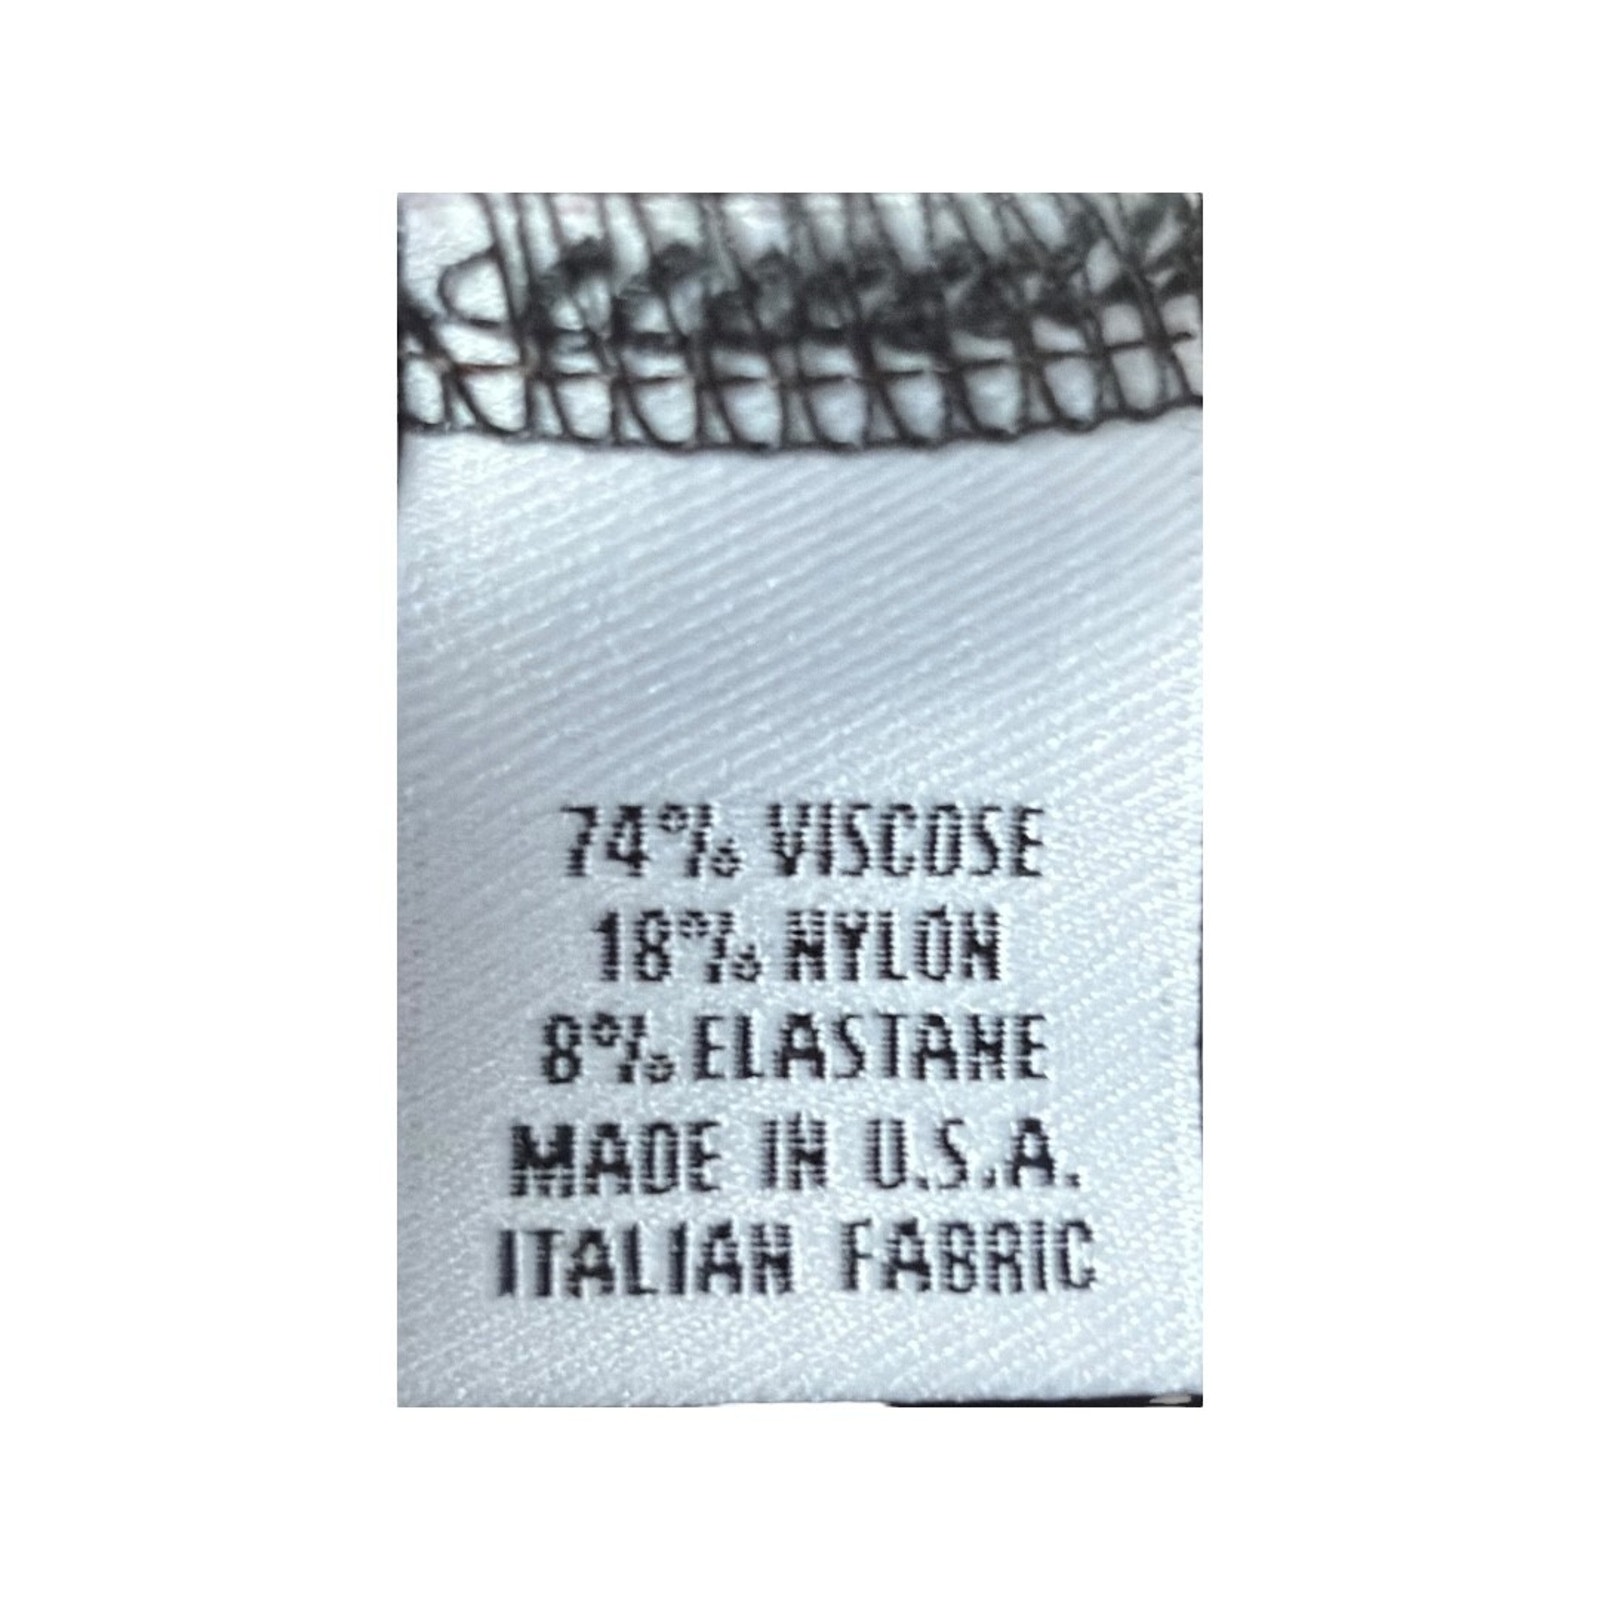 74% VISCOSE
18% NYLON
8% ELASTANE
MADE IN U.S.A.
ITALIAN FABRIC